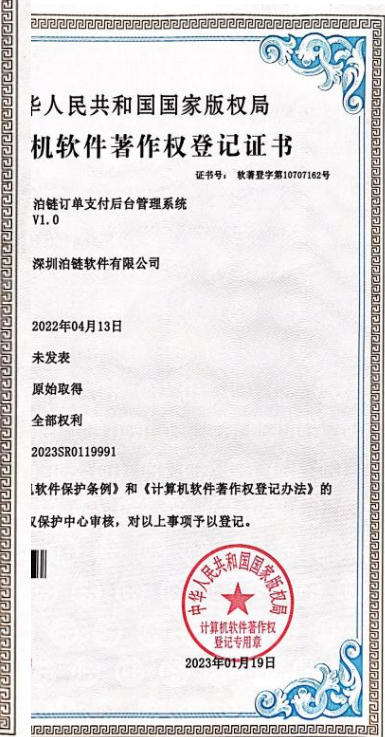 华人民共和国国家版权局
机软件著作权登记证书
证书号： 软著登字第10707162号
泊链订单支付后台管理系统
V1.0
深圳泊链软件有限公司
2022年04月13日
未发表
原始取得
全部权利
2023SR0119991
软件保护条例》和《计算机软件著作权登记办法》的
保护中心审核，对以上事项予以登记。
中华人民共和国国家版权局
计算机软件著作权
登记专用章
2023年01月19日